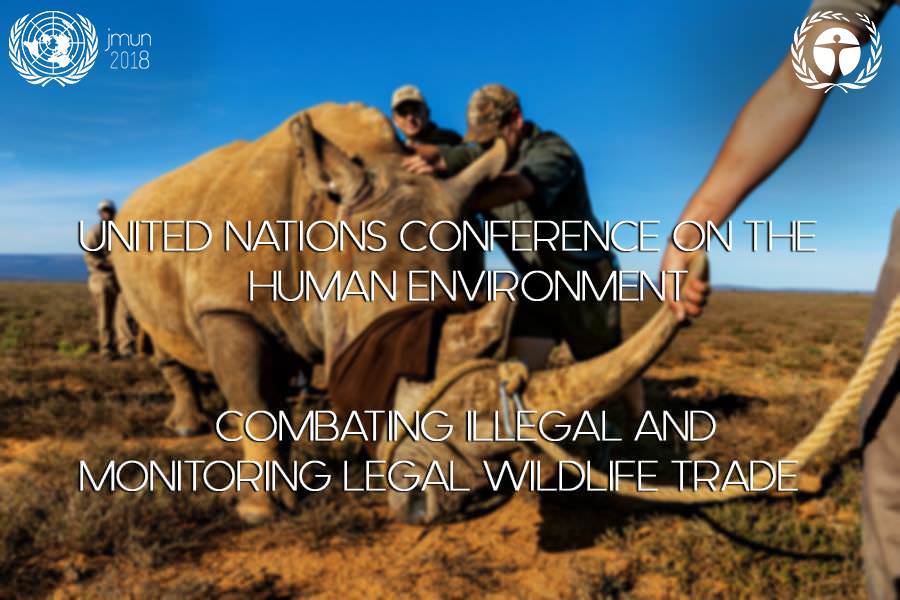 jmun
2018
UNITED NATIONS CONFERENCE ON THE
HUMAN ENVIRONMENT
COMBATING ILLEGAL AND
MONITORING LEGAL WILDLIFE TRADE